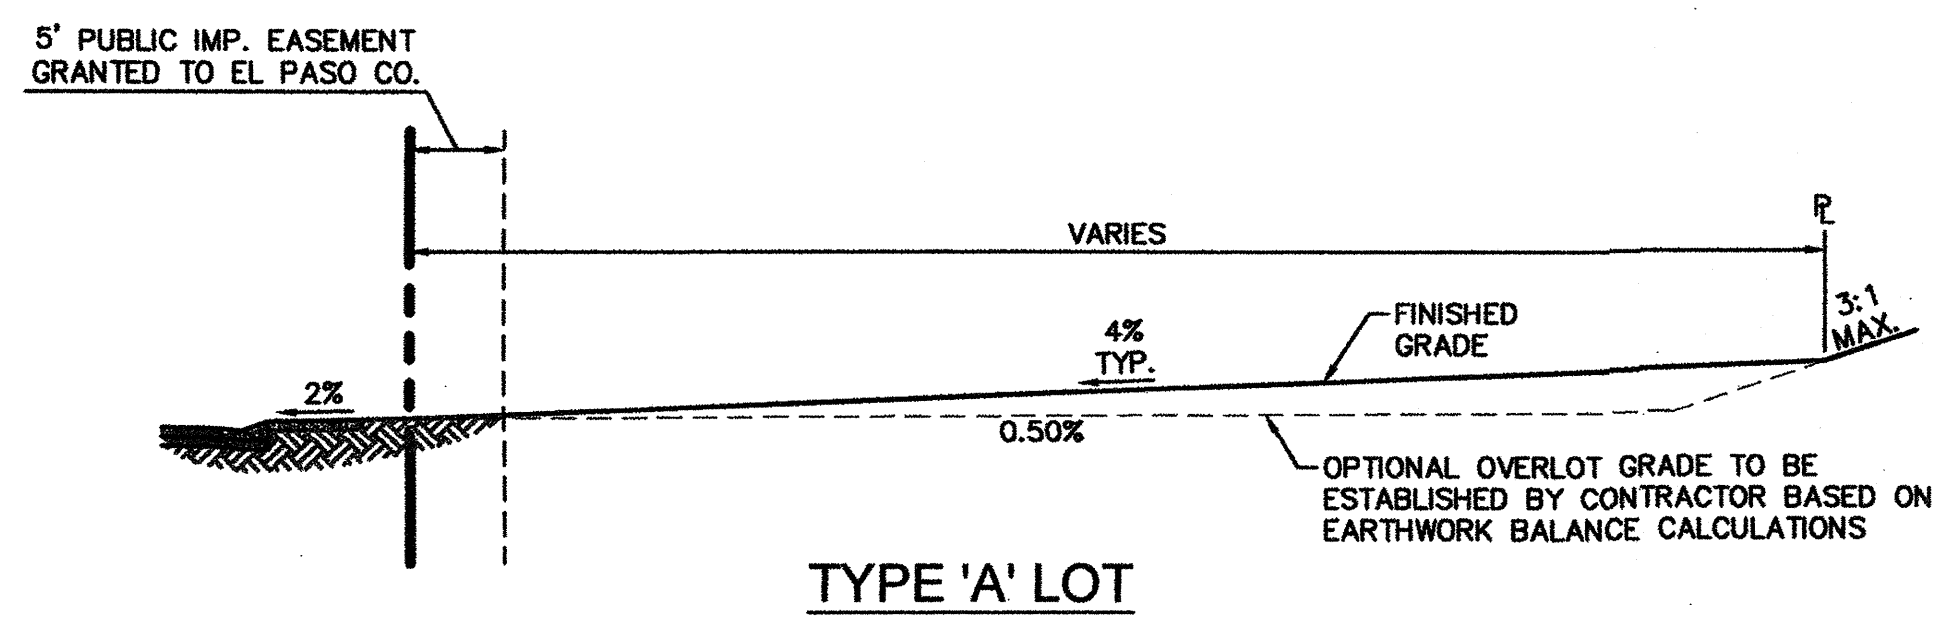 5' PUBLIC IMP. EASEMENT
GRANTED TO EL PASO CO.
VARIES
PL
3:1
MAX.
FINISHED
GRADE
4%
TYP.
2%
0.50%
OPTIONAL OVERLOT GRADE TO BE
ESTABLISHED BY CONTRACTOR BASED ON
EARTHWORK BALANCE CALCULATIONS
TYPE 'A' LOT